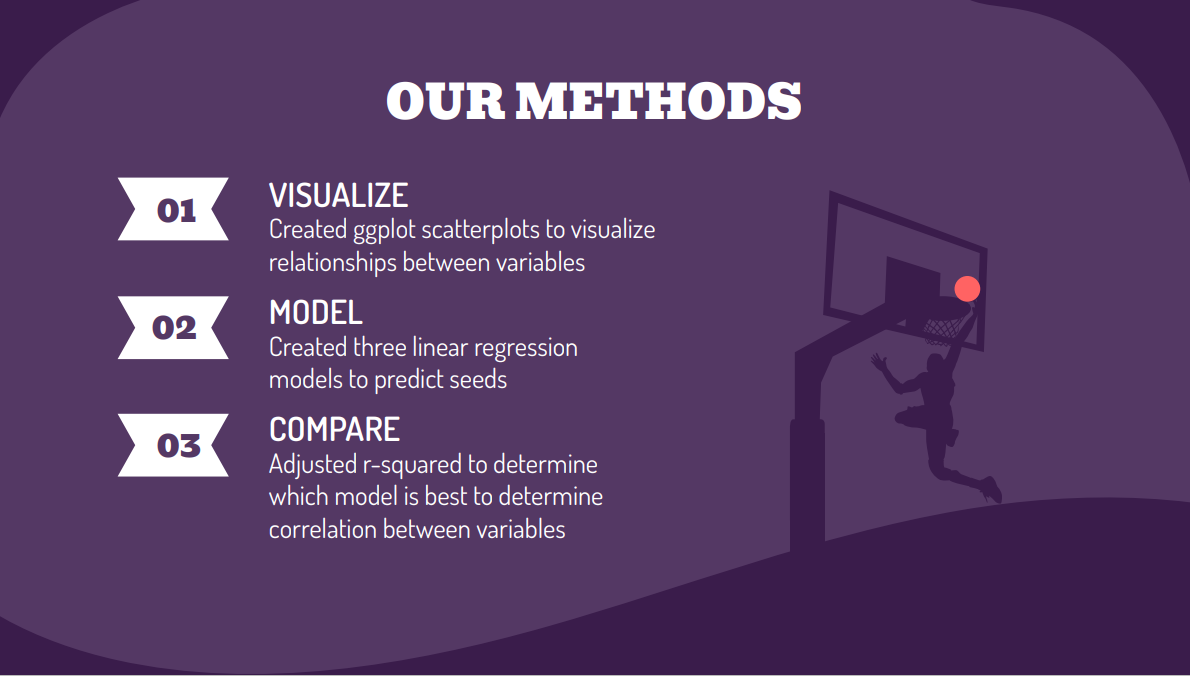 OUR METHODS
01
VISUALIZE
Created ggplot scatterplots to visualize
relationships between variables
02
MODEL
Created three linear regression
models to predict seeds
03
COMPARE
Adjusted r-squared to determine
which model is best to determine
correlation between variables